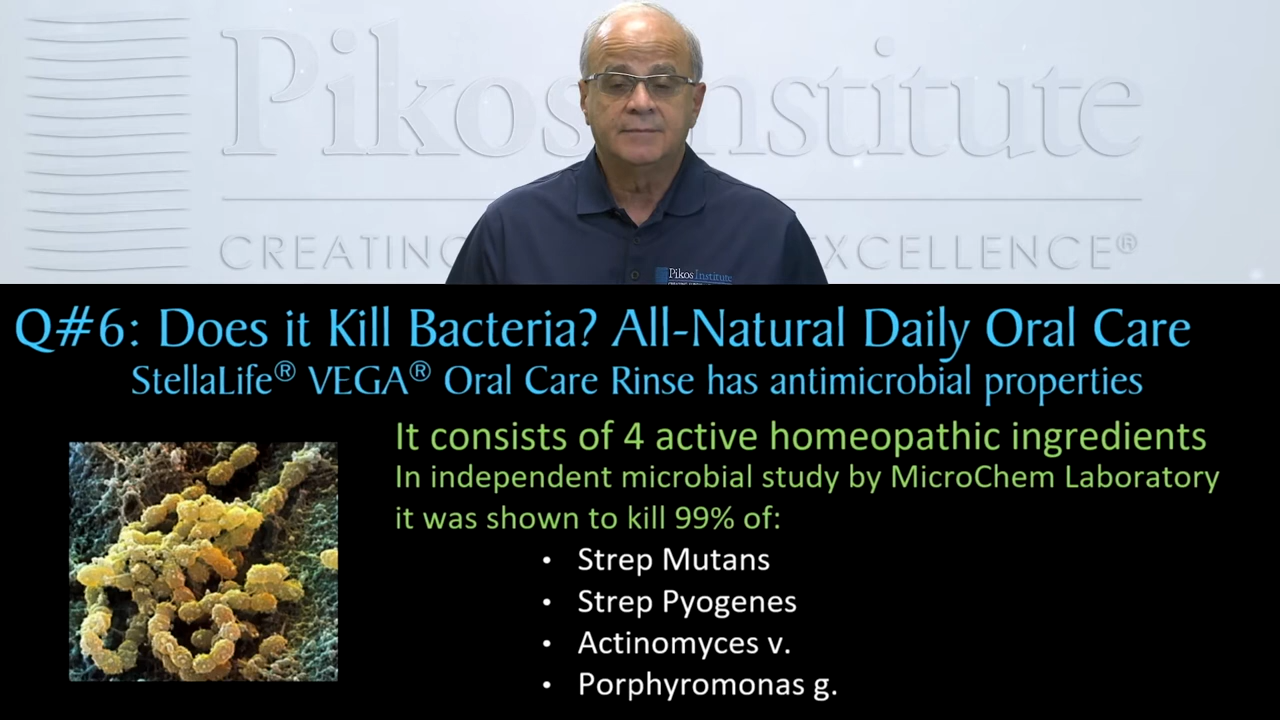 Pikos Institute
CREATING EXCELLENCE®
Pikos Institute
Q#6: Does it Kill Bacteria? All-Natural Daily Oral Care
StellaLife® VEGA® Oral Care Rinse has antimicrobial properties
It consists of 4 active homeopathic ingredients
In independent microbial study by MicroChem Laboratory
it was shown to kill 99% of:
• Strep Mutans
• Strep Pyogenes
• Actinomyces v.
• Porphyromonas g.